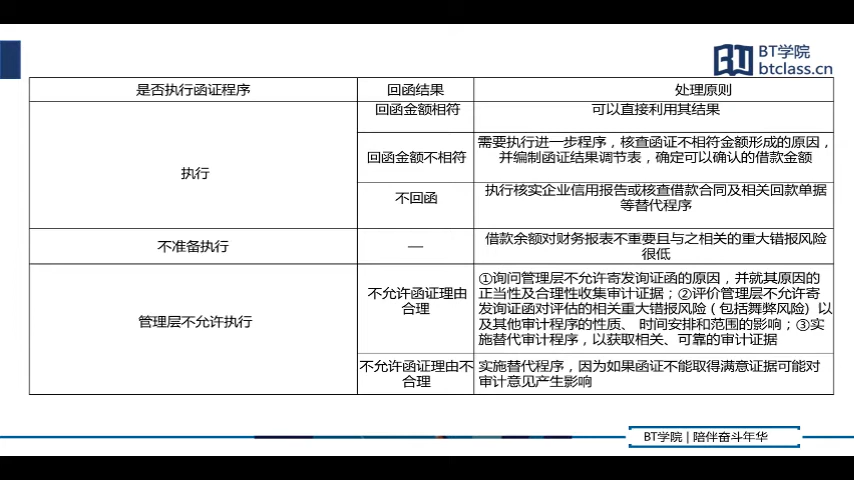 BT学院
btclass.cn
是否执行函证程序
回函结果
处理原则
执行
回函金额相符
可以直接利用其结果
回函金额不相符
需要执行进一步程序，核查函证不相符金额形成的原因，
并编制函证结果调节表，确定可以确认的借款金额
不回函
执行核实企业信用报告或核查借款合同及相关回款单据
等替代程序
不准备执行
—
借款余额对财务报表不重要且与之相关的重大错报风险
很低
管理层不允许执行
不允许函证理由
合理
①询问管理层不允许寄发询证函的原因，并就其原因的
正当性及合理性收集审计证据；②评价管理层不允许寄
发询证函对评估的相关重大错报风险（包括舞弊风险）以
及其他审计程序的性质、 时间安排和范围的影响；③实
施替代审计程序，以获取相关、可靠的审计证据
不允许函证理由不
合理
实施替代程序，因为如果函证不能取得满意证据可能对
审计意见产生影响
BT学院 | 陪伴奋斗年华